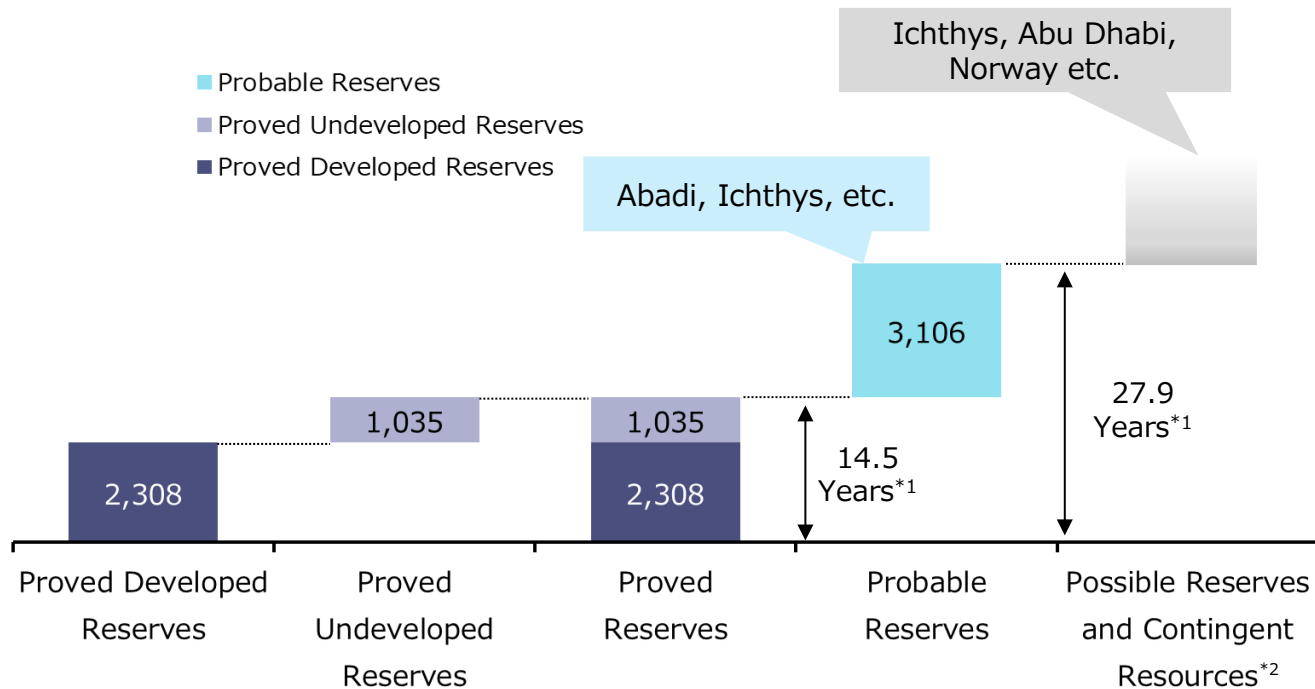 Ichthys, Abu Dhabi,
Norway etc.
Probable Reserves
Proved Undeveloped Reserves
Proved Developed Reserves
Abadi, Ichthys, etc.
3,106
27.9
Years*1
1,035
1,035
14.5
Years*1
2,308
2,308
Proved Developed
Reserves
Proved
Undeveloped
Reserves
Proved
Reserves
Probable
Reserves
Possible Reserves
and Contingent
Resources*2